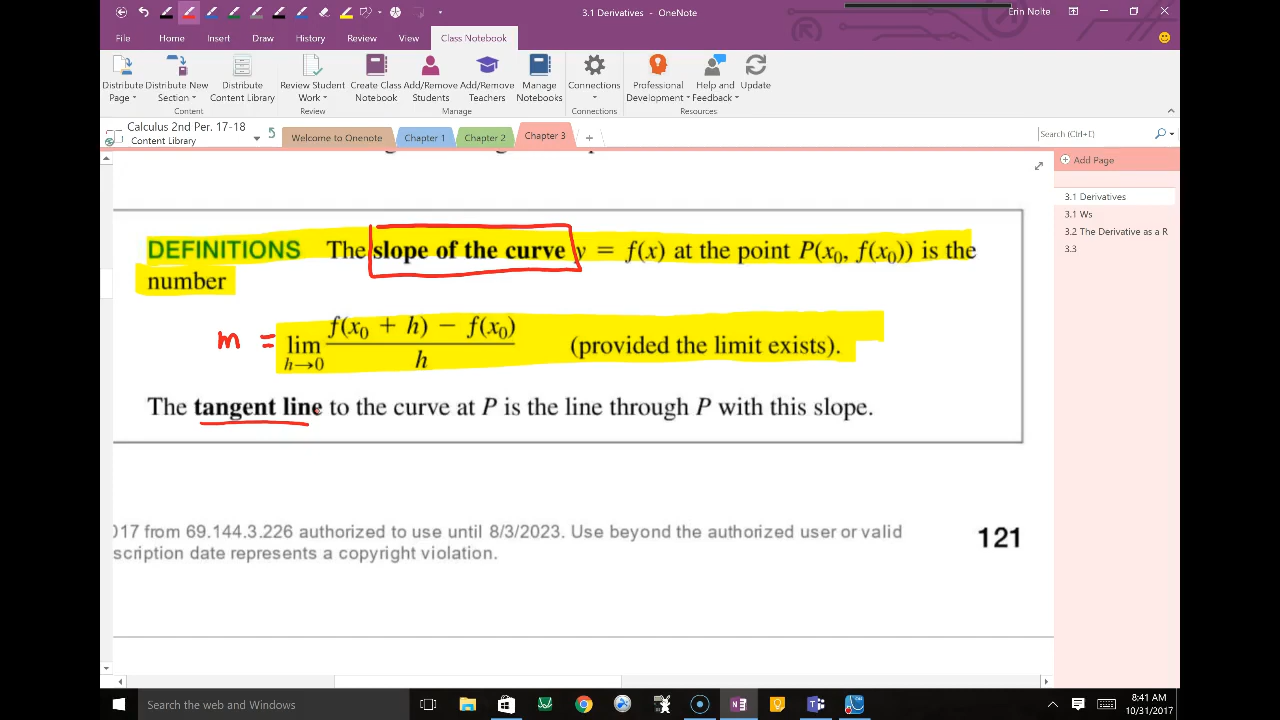 3.1 Derivatives - OneNote
Erin Nolte
File Home Insert Draw History Review View Class Notebook
Distribute Page Distribute New Section Distribute Content Library Review Student Work Create Class Notebook Add/Remove Students Add/Remove Teachers Manage Notebooks Connections Professional Development Help and Feedback Update
Content Manage Connections Resources
Calculus 2nd Per. 17-18
Content Library
Welcome to Onenote Chapter 1 Chapter 2 Chapter 3 +
Search (Ctrl+E)
Add Page
3.1 Derivatives
3.1 Ws
3.2 The Derivative as a R
3.3
DEFINITIONS The slope of the curve y = f(x) at the point P(x₀, f(x₀)) is the
number
m = lim h→0 f(x₀ + h) − f(x₀) / h (provided the limit exists).
The tangent line to the curve at P is the line through P with this slope.
017 from 69.144.3.226 authorized to use until 8/3/2023. Use beyond the authorized user or valid
scription date represents a copyright violation.
121
Search the web and Windows
8:41 AM
10/31/2017